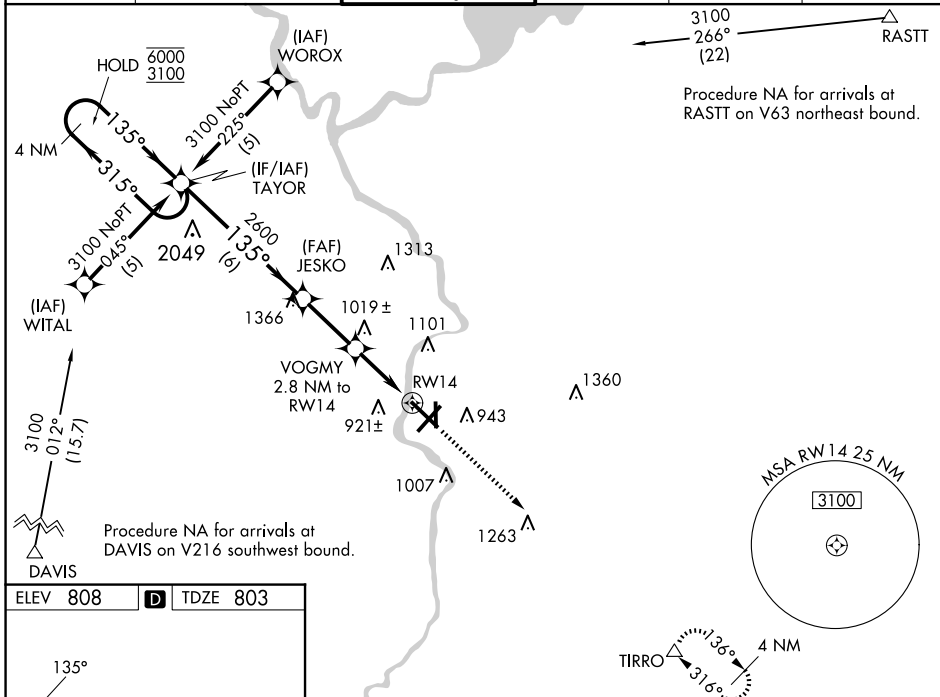 (IAF)
WOROX
3100
266°
(22)
RASTT
HOLD
6000
3100
Procedure NA for arrivals at
RASTT on V63 northeast bound.
3100 NoPT
225°
(5)
135°
4 NM
315°
(IF/IAF)
TAYOR
3100 NoPT
045°
(5)
2049
2600
135°
(6)
(FAF)
JESKO
1313
(IAF)
WITAL
1366
1019 ±
1101
VOGMY
2.8 NM to
RW14
RW14
1360
921±
943
3100
012°
(15.7)
1007
MSA RW14 25 NM
3100
1263
Procedure NA for arrivals at
DAVIS on V216 southwest bound.
DAVIS
ELEV 808
D
TDZE 803
135°
TIRRO
136°
316°
4 NM